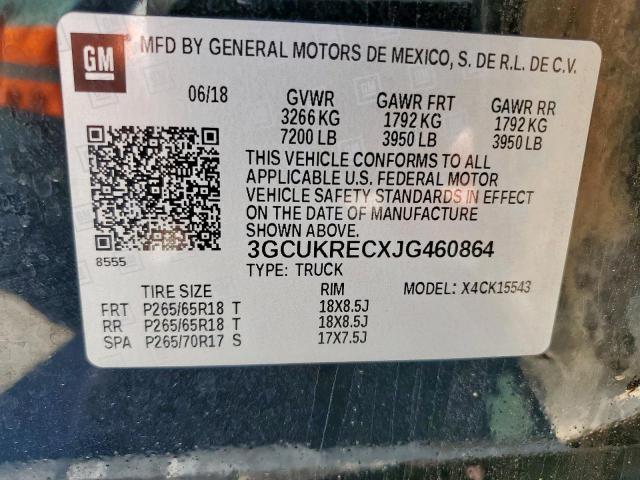 GM
MFD BY GENERAL MOTORS DE MEXICO, S. DE R.L. DE C.V.
06/18 GVWR GAWR FRT GAWR RR
3266 KG 1792 KG 1792 KG
7200 LB 3950 LB 3950 LB
THIS VEHICLE CONFORMS TO ALL
APPLICABLE U.S. FEDERAL MOTOR
VEHICLE SAFETY STANDARDS IN EFFECT
ON THE DATE OF MANUFACTURE
SHOWN ABOVE.
8555 3GCUKRECXJG460864
TYPE: TRUCK
TIRE SIZE RIM MODEL: X4CK15543
FRT P265/65R18 T 18X8.5J
RR P265/65R18 T 18X8.5J
SPA P265/70R17 S 17X7.5J